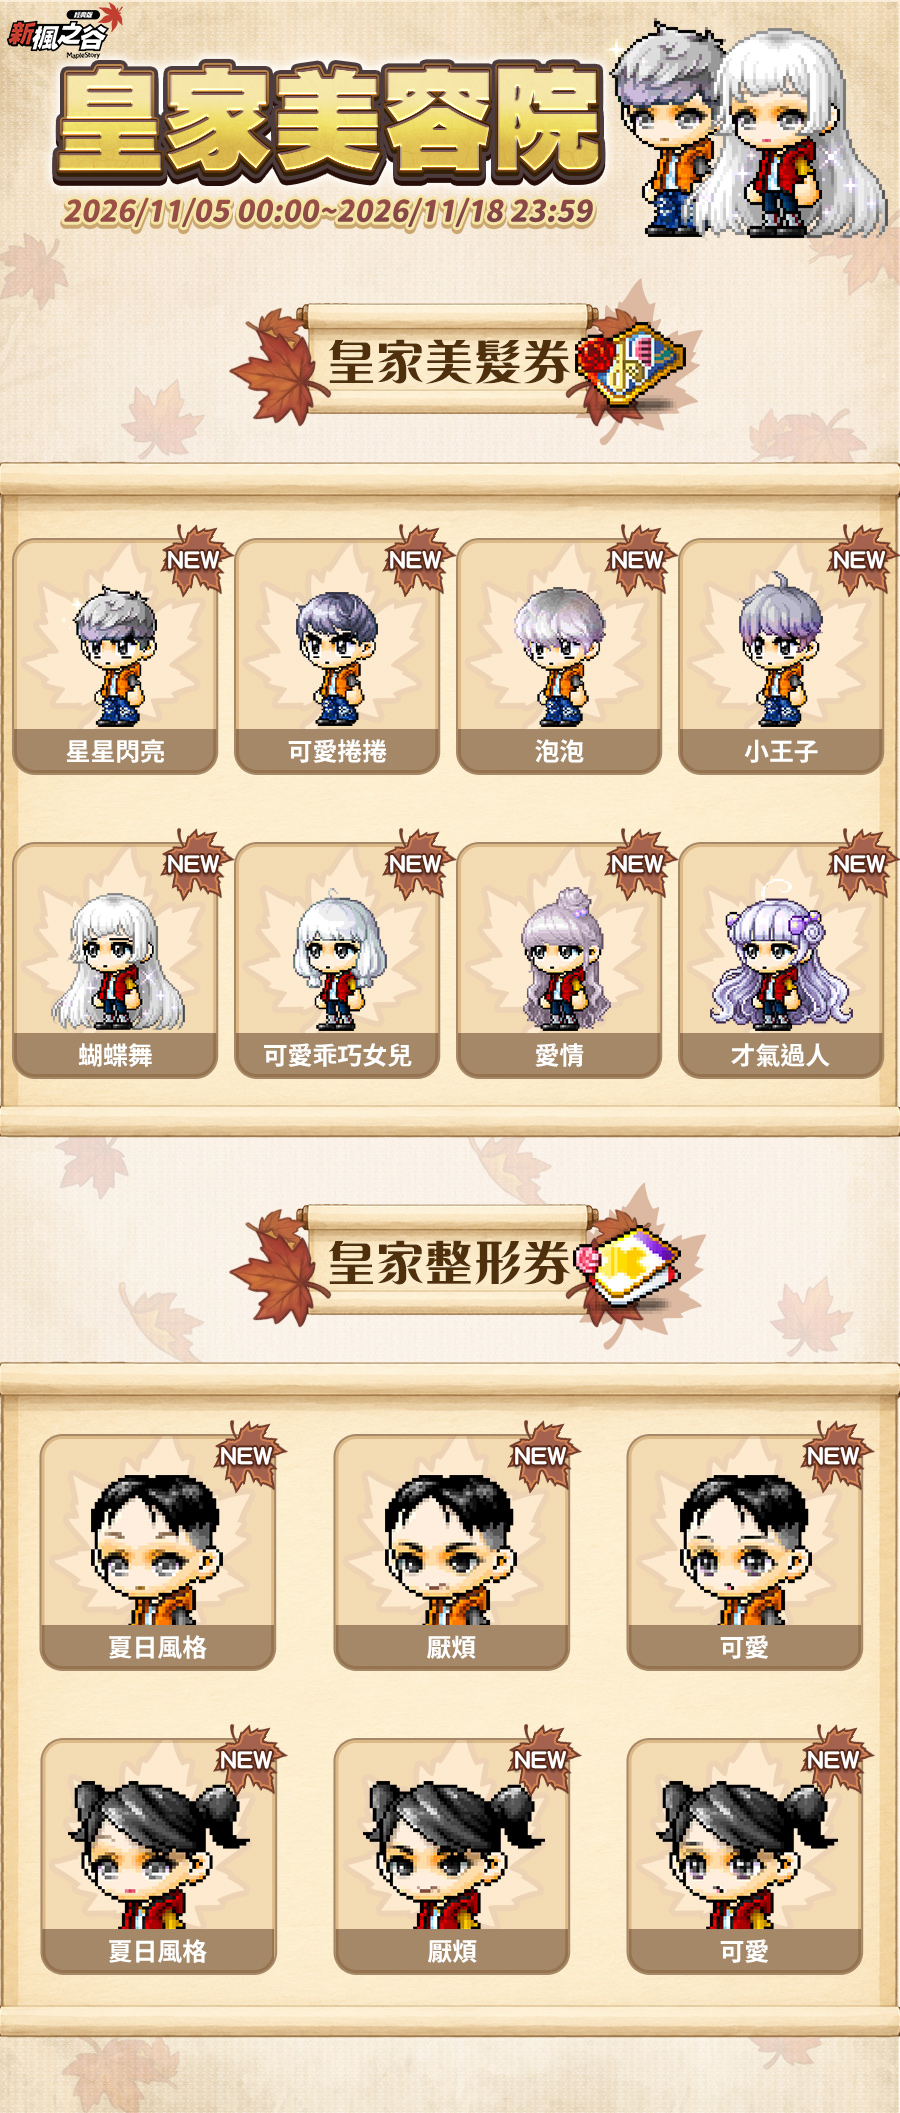 經典版
新楓之谷
MapleStory
皇家美容院
2026/11/05 00:00~2026/11/18 23:59
皇家美髮券
NEW NEW NEW NEW
星星閃亮 可愛捲捲 泡泡 小王子
NEW NEW NEW NEW
蝴蝶舞 可愛乖巧女兒 愛情 才氣過人
皇家整形券
NEW NEW NEW
夏日風格 厭煩 可愛
NEW NEW NEW
夏日風格 厭煩 可愛